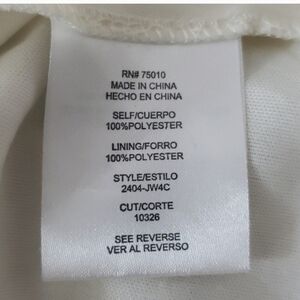 RN# 75010
MADE IN CHINA
HECHO EN CHINA
SELF/CUERPO
100%POLYESTER
LINING/FORRO
100%POLYESTER
STYLE/ESTILO
2404-JW4C
CUT/CORTE
10326
SEE REVERSE
VER AL REVERSO